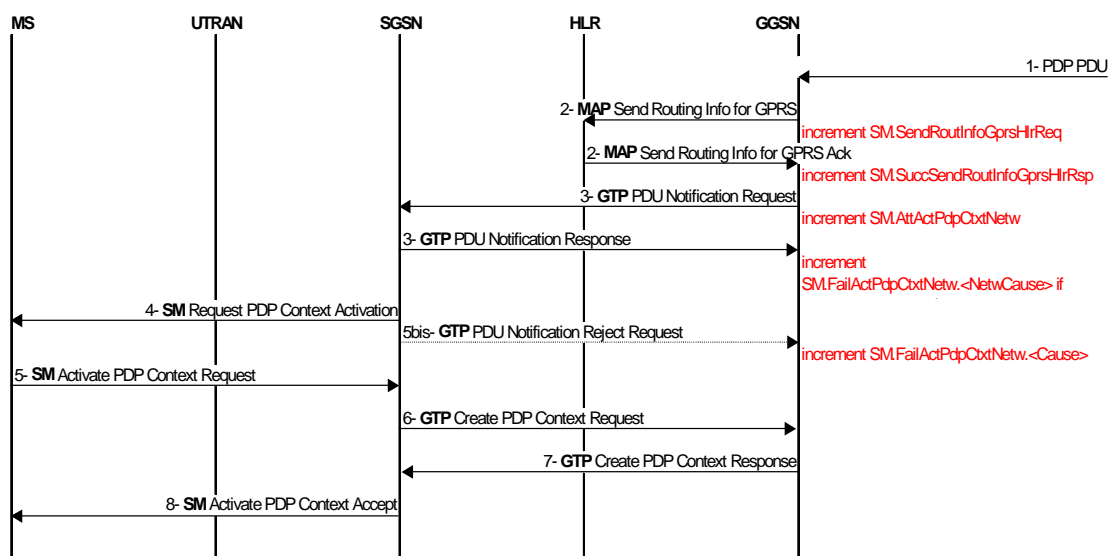 MS UTRAN SGSN HLR GGSN
1- PDP PDU
2- MAP Send Routing Info for GPRS
increment SM.SendRoutInfoGprsHlrReq
2- MAP Send Routing Info for GPRS Ack
increment SM.SuccSendRoutInfoGprsHlrRsp
3- GTP PDU Notification Request
increment SM.AttActPdpCtxtNetw
3- GTP PDU Notification Response
increment
SM.FailActPdpCtxtNetw.<NetwCause> if
4- SM Request PDP Context Activation
5bis- GTP PDU Notification Reject Request
increment SM.FailActPdpCtxtNetw.<Cause>
5- SM Activate PDP Context Request
6- GTP Create PDP Context Request
7- GTP Create PDP Context Response
8- SM Activate PDP Context Accept